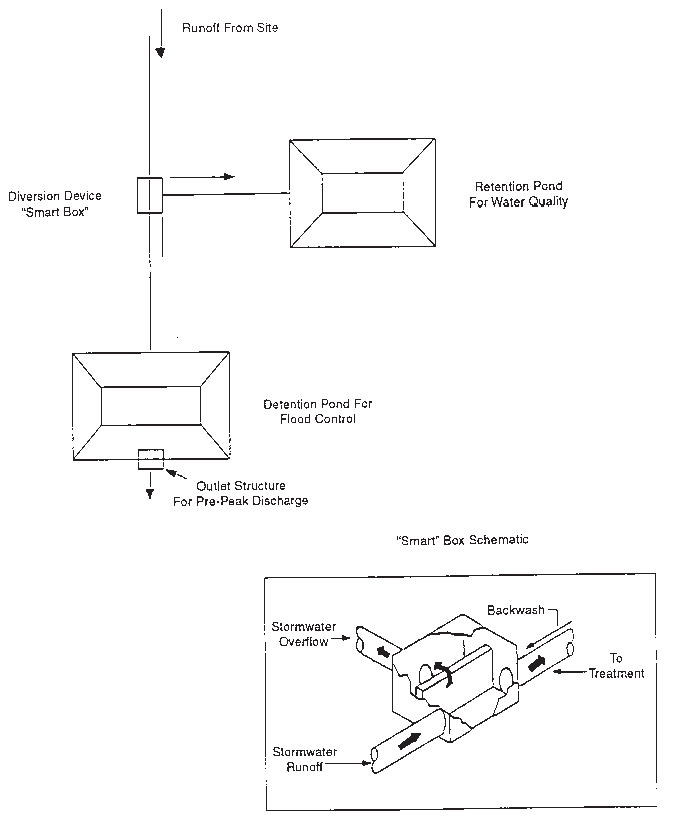 Runoff From Site
Diversion Device
"Smart Box"
Retention Pond
For Water Quality
Detention Pond For
Flood Control
Outlet Structure
For Pre-Peak Discharge
"Smart" Box Schematic
Backwash
Stormwater
Overflow
To
Treatment
Stormwater
Runoff